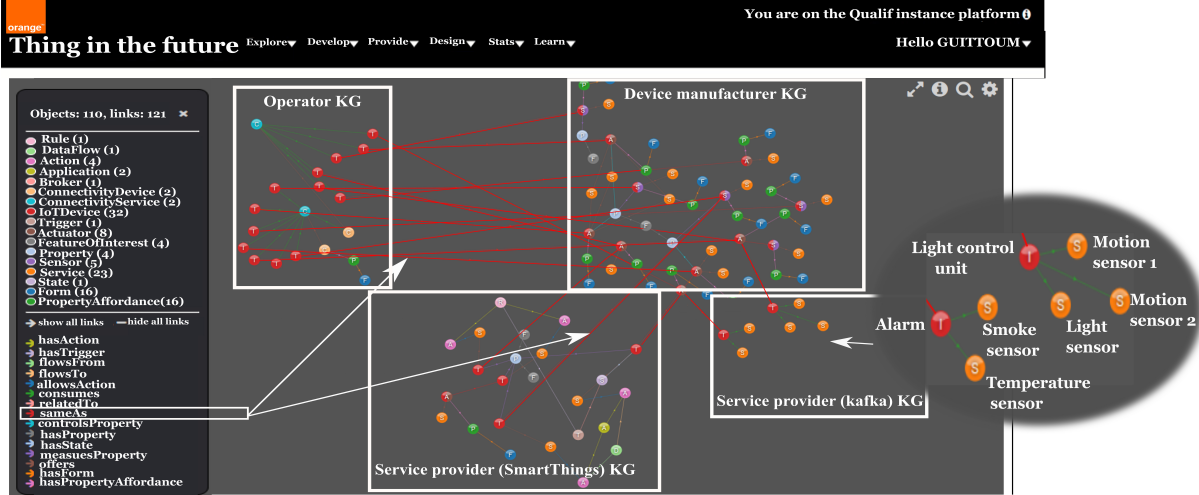 orange™
You are on the Qualif instance platform
Thing in the future
Explore Develop Provide Design Stats Learn
Hello GUITTOUM
Objects: 110, links: 121
Rule (1)
DataFlow (1)
Action (4)
Application (2)
Broker (1)
ConnectivityDevice (2)
ConnectivityService (2)
IoTDevice (32)
Trigger (1)
Actuator (8)
FeatureOfInterest (4)
Property (4)
Sensor (5)
Service (23)
State (1)
Form (16)
PropertyAffordance(16)
show all links hide all links
hasAction
hasTrigger
flowsFrom
flowsTo
allowsAction
consumes
relatedTo
sameAs
controlsProperty
hasProperty
hasState
measuesProperty
offers
hasForm
hasPropertyAffordance
Operator KG
Device manufacturer KG
Service provider (SmartThings) KG
Service provider (kafka) KG
Light control
unit
Motion
sensor 1
Motion
sensor 2
Light
sensor
Alarm
Smoke
sensor
Temperature
sensor